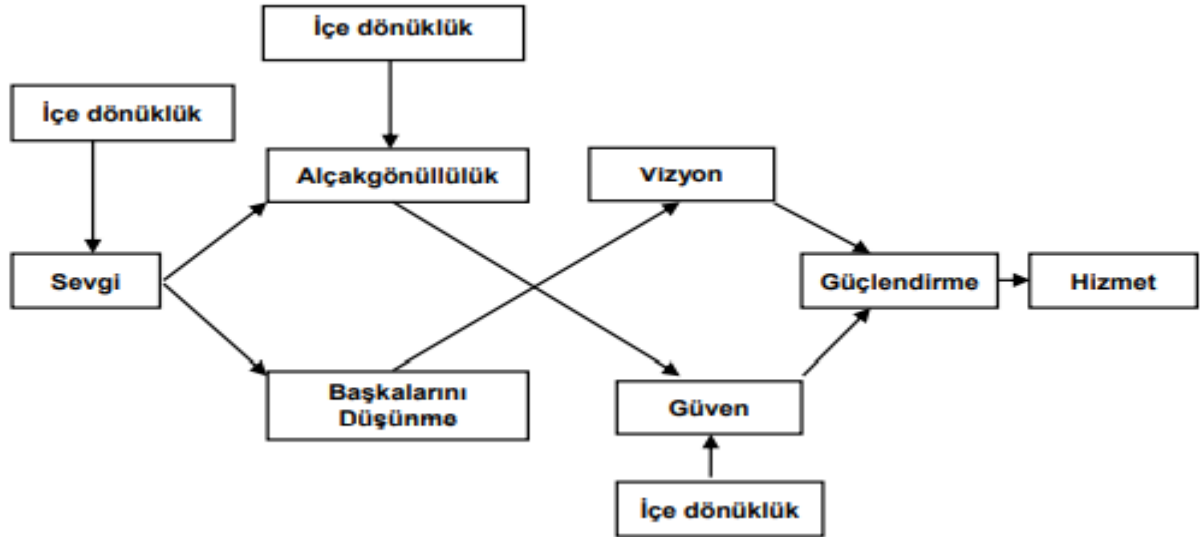 İçe dönüklük
İçe dönüklük
Alçakgönüllülük
Vizyon
Sevgi
Güçlendirme
Hizmet
Başkalarını
Düşünme
Güven
İçe dönüklük